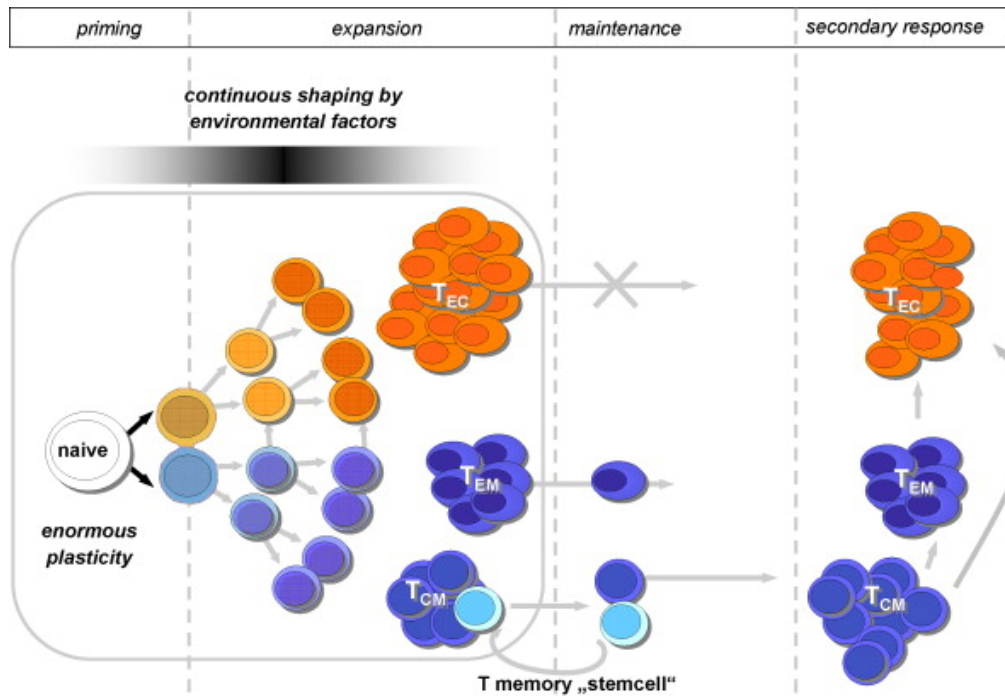 priming
expansion
maintenance
secondary response
continuous shaping by
environmental factors
TEC
TEC
naive
TEM
TEM
enormous
plasticity
TCM
TCM
T memory „stemcell“